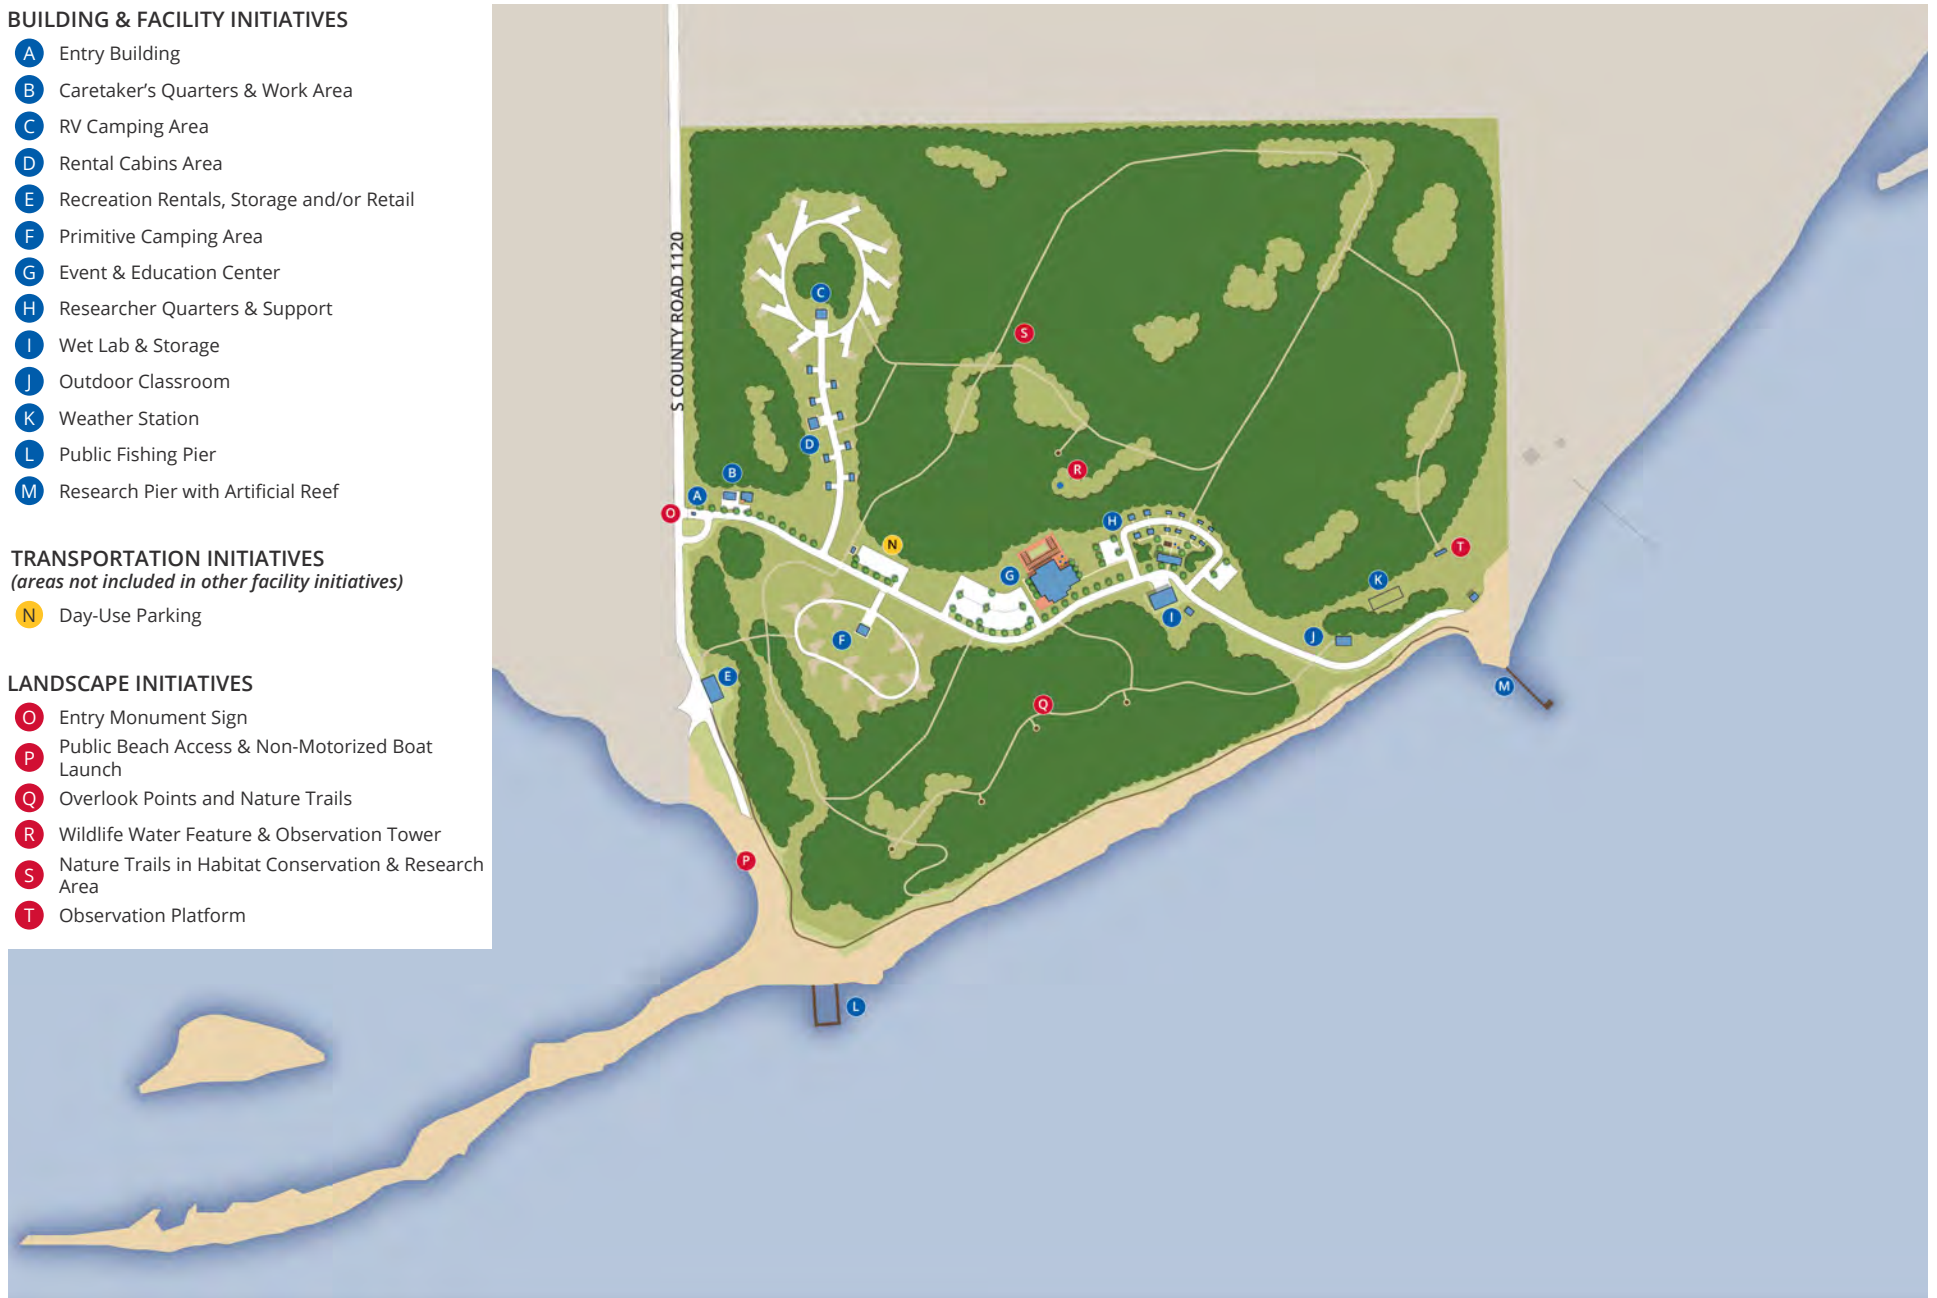 BUILDING & FACILITY INITIATIVES
A Entry Building
B Caretaker’s Quarters & Work Area
C RV Camping Area
D Rental Cabins Area
E Recreation Rentals, Storage and/or Retail
F Primitive Camping Area
G Event & Education Center
H Researcher Quarters & Support
I Wet Lab & Storage
J Outdoor Classroom
K Weather Station
L Public Fishing Pier
M Research Pier with Artificial Reef
TRANSPORTATION INITIATIVES
(areas not included in other facility initiatives)
N Day-Use Parking
LANDSCAPE INITIATIVES
O Entry Monument Sign
P Public Beach Access & Non-Motorized Boat
Launch
Q Overlook Points and Nature Trails
R Wildlife Water Feature & Observation Tower
S Nature Trails in Habitat Conservation & Research
Area
T Observation Platform
S COUNTY ROAD 1120
C
S
D
R
B
A
O
H
N
T
G
K
I
J
F
E
M
Q
P
L